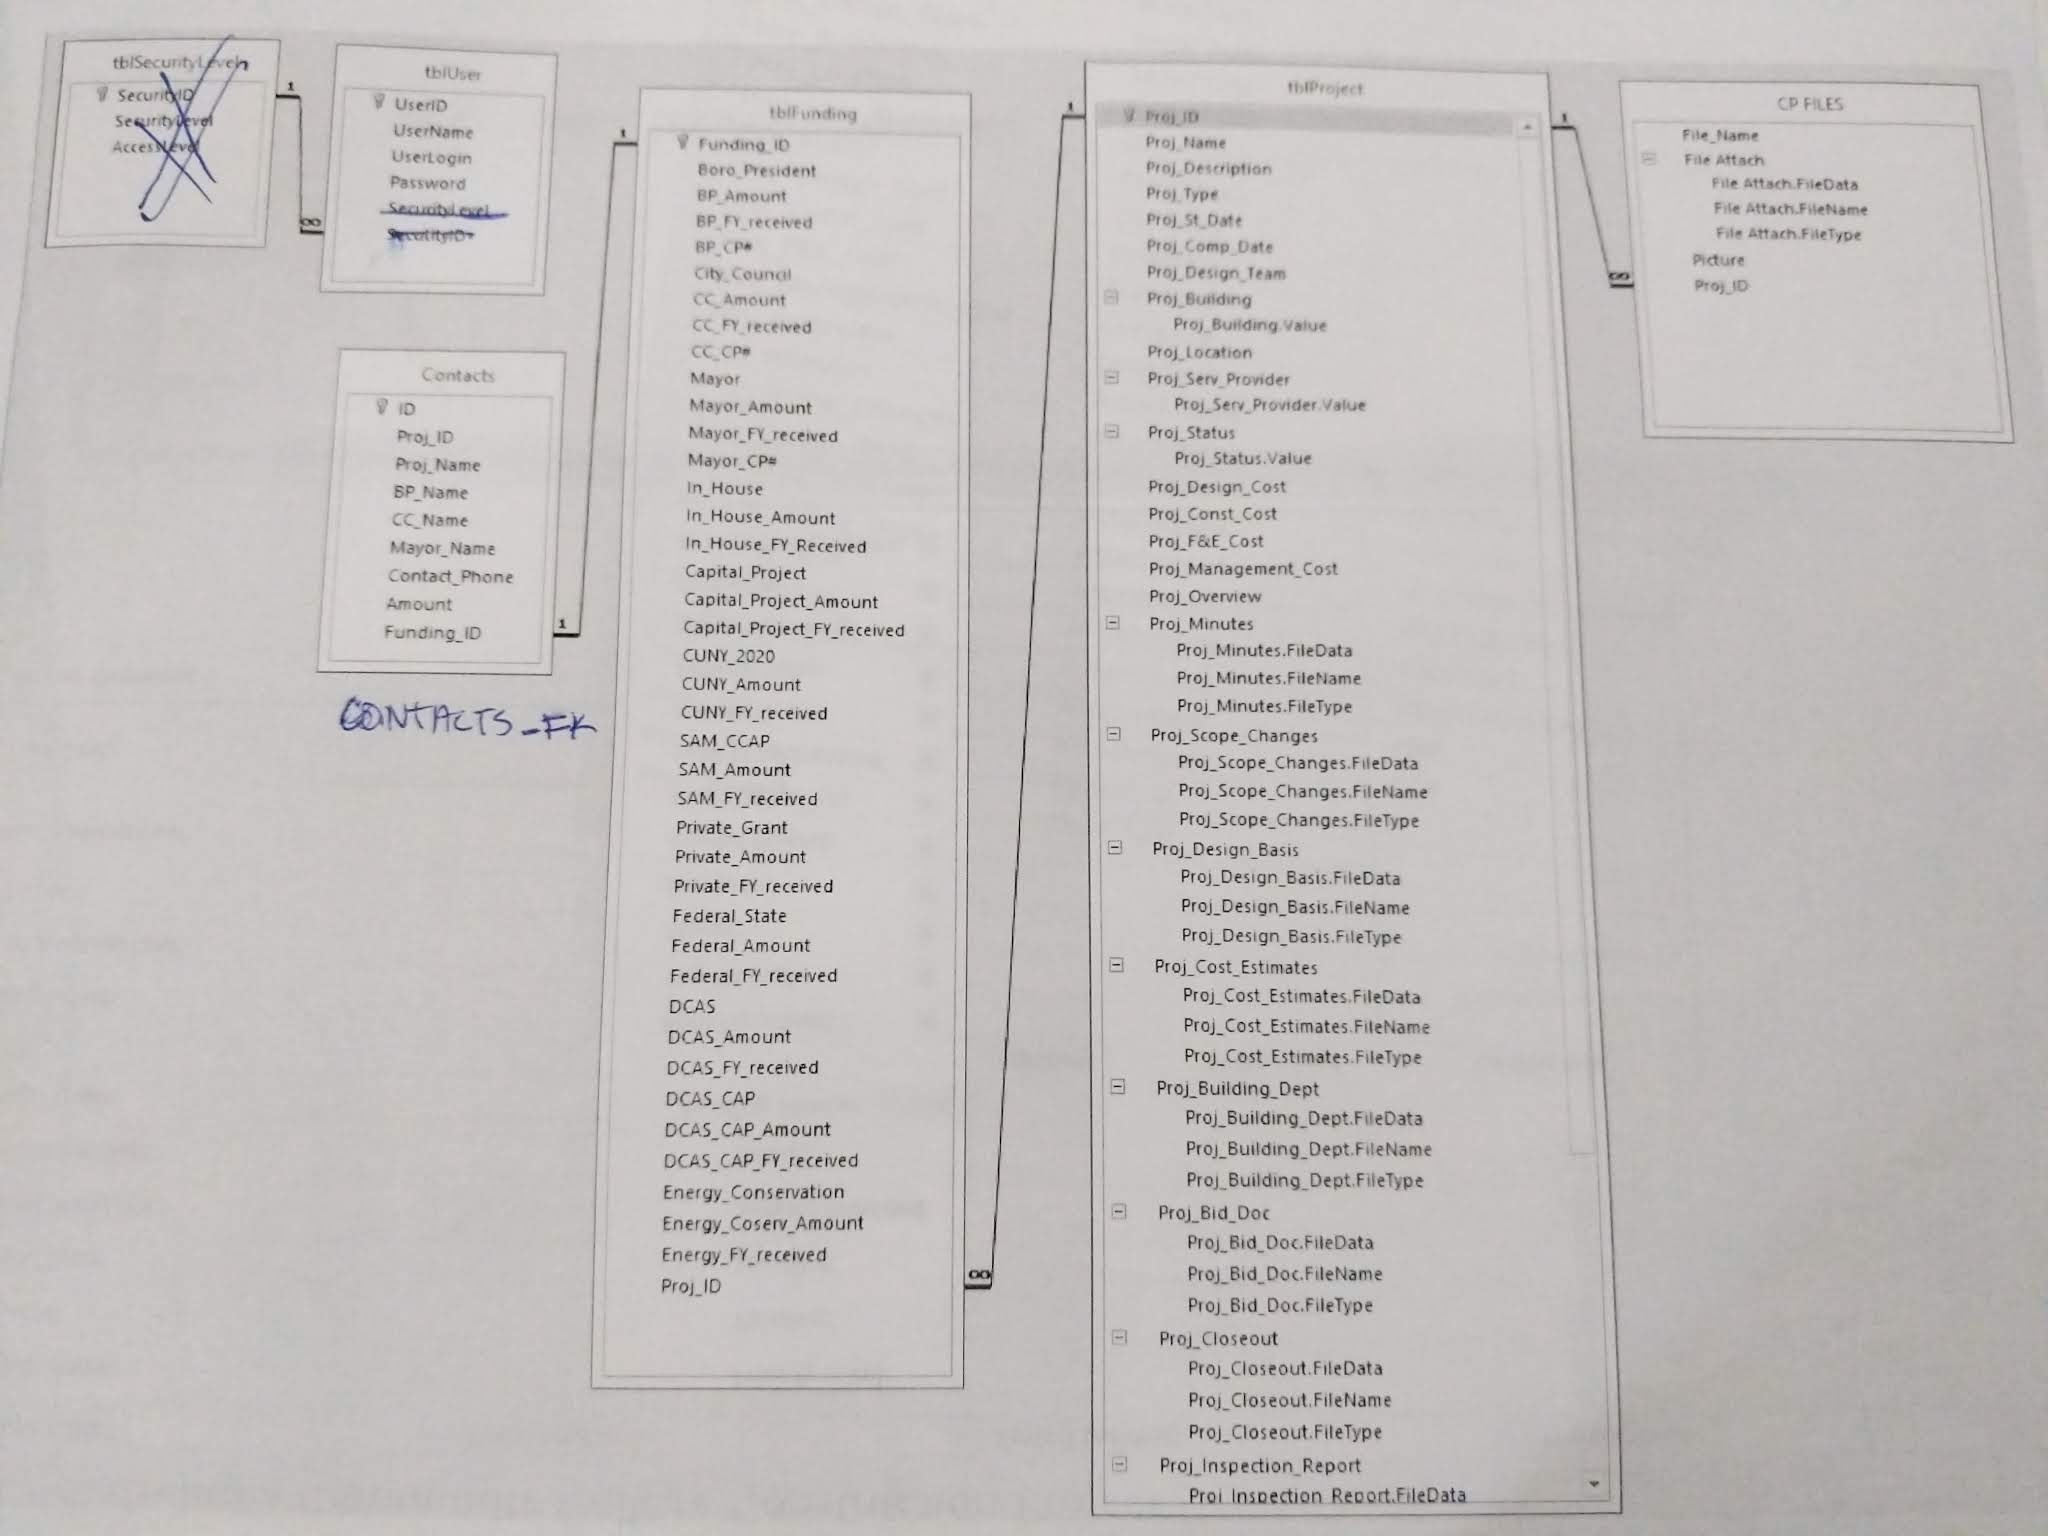 tblSecurityLeveh
SecurityID
SecurityLevel
AccessLevel
1
∞
tblUser
UserID
UserName
UserLogin
Password
SecurityLevel
Contacts
ID
Proj_ID
Proj_Name
BP_Name
CC_Name
Mayor_Name
Contact_Phone
Amount
Funding_ID
1
CONTACTS_FK
1
tblFunding
Funding_ID
Boro_President
BP_Amount
BP_FY_received
BP_CP#
City_Council
CC_Amount
CC_FY_received
CC_CP#
Mayor
Mayor_Amount
Mayor_FY_received
Mayor_CP#
In_House
In_House_Amount
In_House_FY_Received
Capital_Project
Capital_Project_Amount
Capital_Project_FY_received
CUNY_2020
CUNY_Amount
CUNY_FY_received
SAM_CCAP
SAM_Amount
SAM_FY_received
Private_Grant
Private_Amount
Private_FY_received
Federal_State
Federal_Amount
Federal_FY_received
DCAS
DCAS_Amount
DCAS_FY_received
DCAS_CAP
DCAS_CAP_Amount
DCAS_CAP_FY_received
Energy_Conservation
Energy_Coserv_Amount
Energy_FY_received
Proj_ID
∞
1
tblProject
Proj_ID
Proj_Name
Proj_Description
Proj_Type
Proj_St_Date
Proj_Comp_Date
Proj_Design_Team
Proj_Building
Proj_Building.Value
Proj_Location
Proj_Serv_Provider
Proj_Serv_Provider.Value
Proj_Status
Proj_Status.Value
Proj_Design_Cost
Proj_Const_Cost
Proj_F&E_Cost
Proj_Management_Cost
Proj_Overview
Proj_Minutes
Proj_Minutes.FileData
Proj_Minutes.FileName
Proj_Minutes.FileType
Proj_Scope_Changes
Proj_Scope_Changes.FileData
Proj_Scope_Changes.FileName
Proj_Scope_Changes.FileType
Proj_Design_Basis
Proj_Design_Basis.FileData
Proj_Design_Basis.FileName
Proj_Design_Basis.FileType
Proj_Cost_Estimates
Proj_Cost_Estimates.FileData
Proj_Cost_Estimates.FileName
Proj_Cost_Estimates.FileType
Proj_Building_Dept
Proj_Building_Dept.FileData
Proj_Building_Dept.FileName
Proj_Building_Dept.FileType
Proj_Bid_Doc
Proj_Bid_Doc.FileData
Proj_Bid_Doc.FileName
Proj_Bid_Doc.FileType
Proj_Closeout
Proj_Closeout.FileData
Proj_Closeout.FileName
Proj_Closeout.FileType
Proj_Inspection_Report
Proj_Inspection_Report.FileData
1
∞
CP FILES
File_Name
File Attach
File Attach.FileData
File Attach.FileName
File Attach.FileType
Picture
Proj_ID